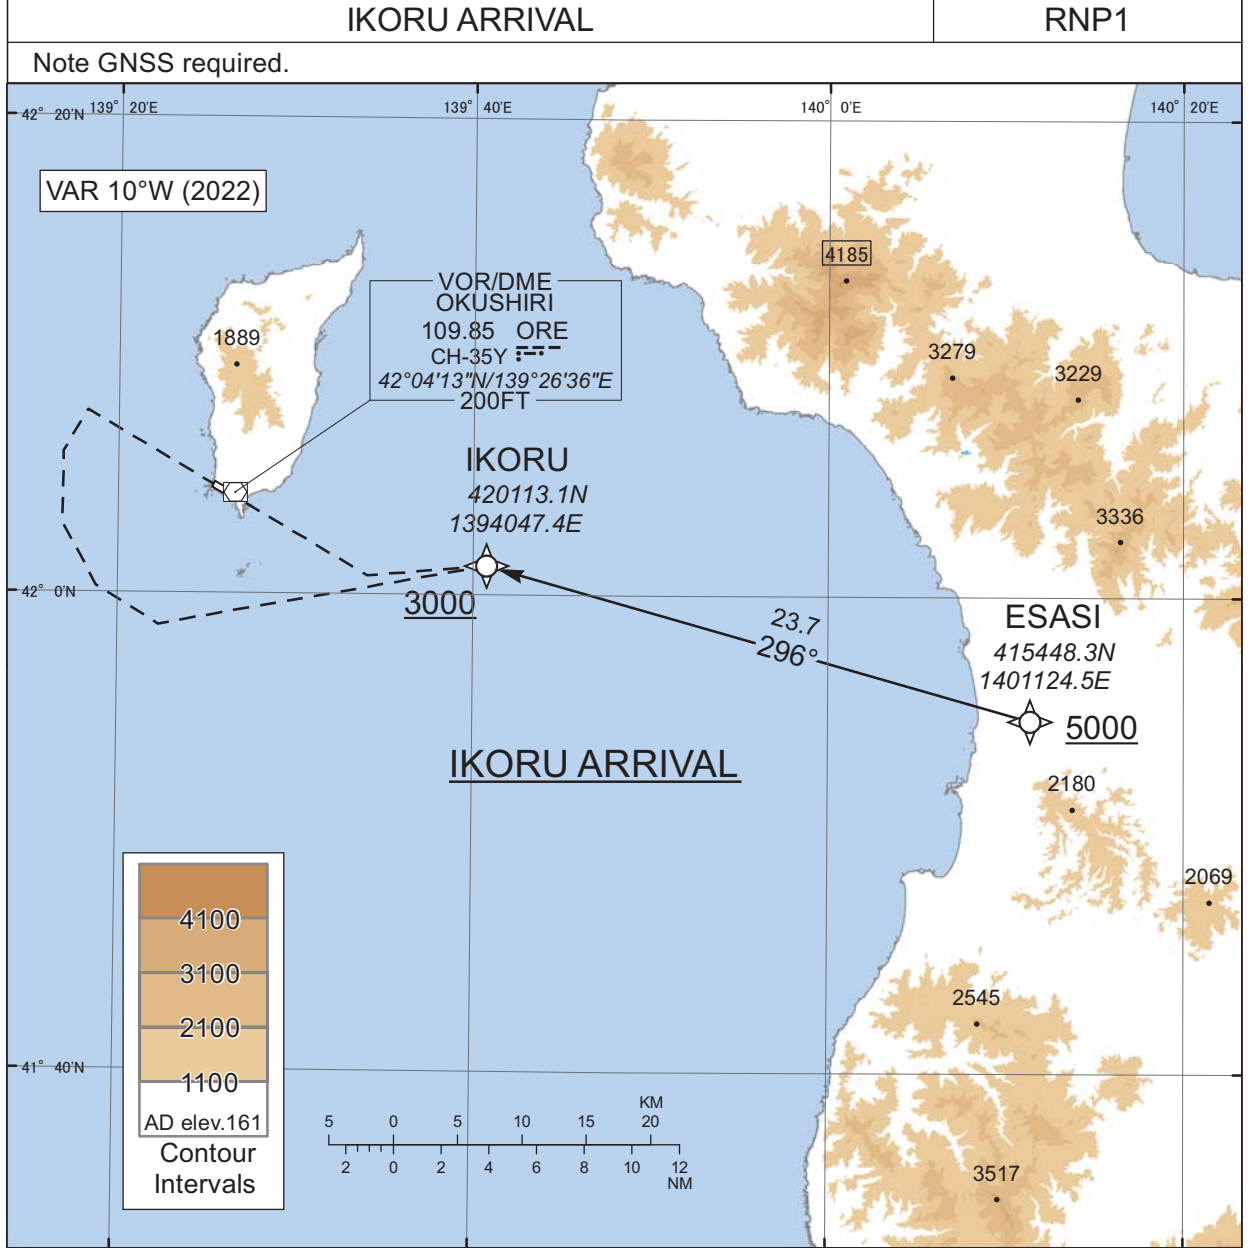 IKORU ARRIVAL
RNP1
Note GNSS required.
139° 20'E
139° 40'E
140° 0'E
140° 20'E
42° 20'N
VAR 10°W (2022)
4185
VOR/DME
OKUSHIRI
109.85 ORE
CH-35Y
42°04'13"N/139°26'36"E
200FT
1889
3279
3229
IKORU
420113.1N
1394047.4E
3336
42° 0'N
3000
23.7
296°
ESASI
415448.3N
1401124.5E
5000
IKORU ARRIVAL
2180
2069
4100
3100
2100
1100
AD elev.161
Contour
Intervals
2545
41° 40'N
KM
5 0 5 10 15 20
2 0 2 4 6 8 10 12
NM
3517